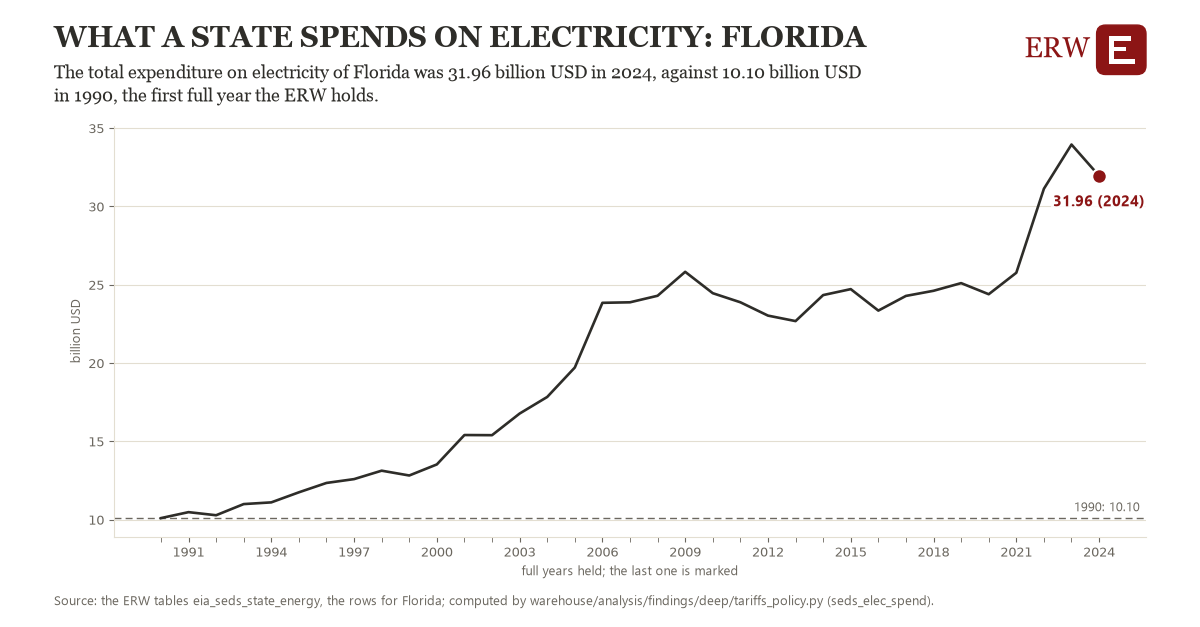 WHAT A STATE SPENDS ON ELECTRICITY: FLORIDA
The total expenditure on electricity of Florida was 31.96 billion USD in 2024, against 10.10 billion USD
in 1990, the first full year the ERW holds.
ERW E
35
30
25
20
15
10
billion USD
31.96 (2024)
1990: 10.10
1991 1994 1997 2000 2003 2006 2009 2012 2015 2018 2021 2024
full years held; the last one is marked
Source: the ERW tables eia_seds_state_energy, the rows for Florida; computed by warehouse/analysis/findings/deep/tariffs_policy.py (seds_elec_spend).